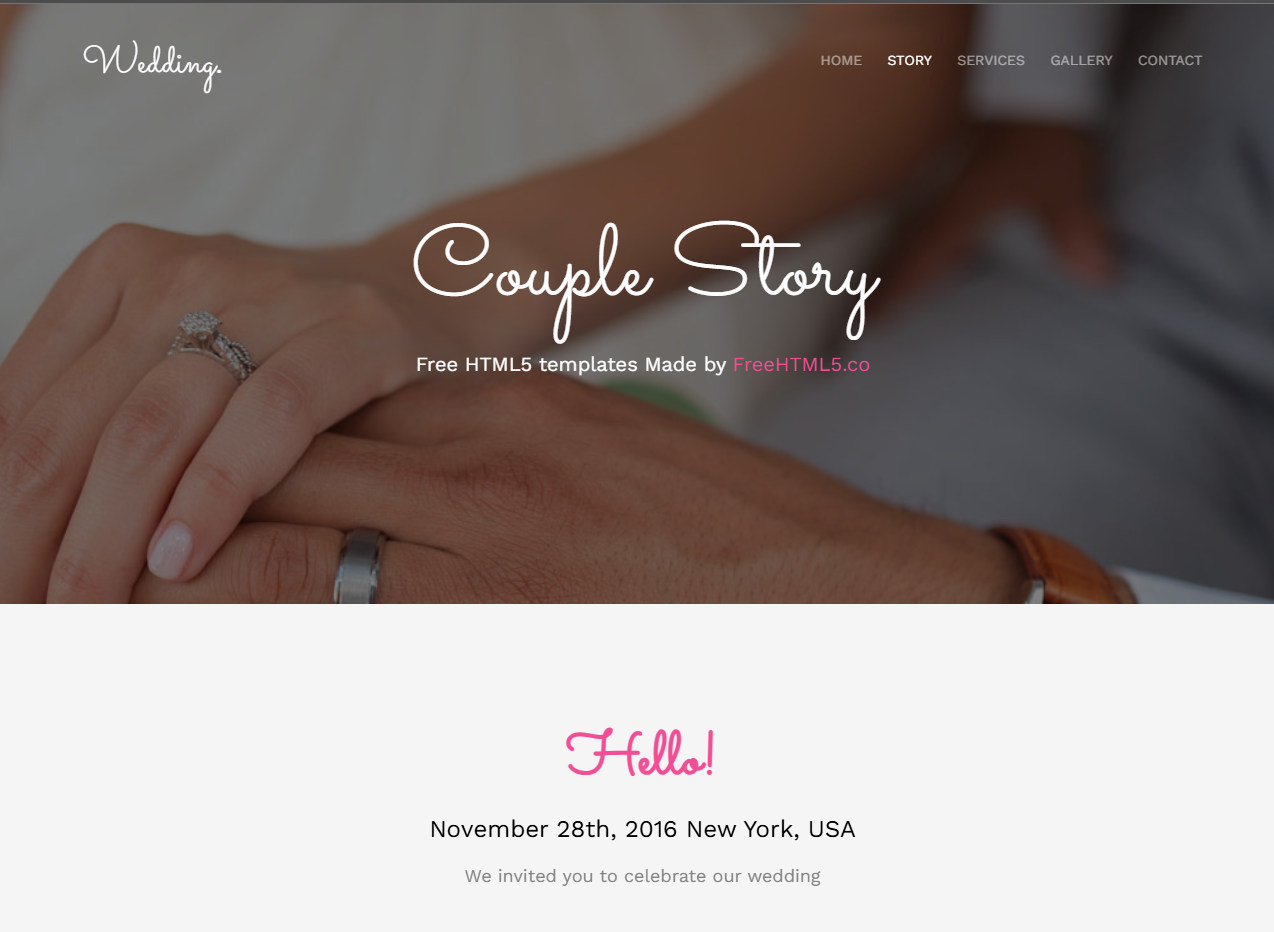 Wedding.
HOME STORY SERVICES GALLERY CONTACT
Couple Story
Free HTML5 templates Made by FreeHTML5.co
Hello!
November 28th, 2016 New York, USA
We invited you to celebrate our wedding